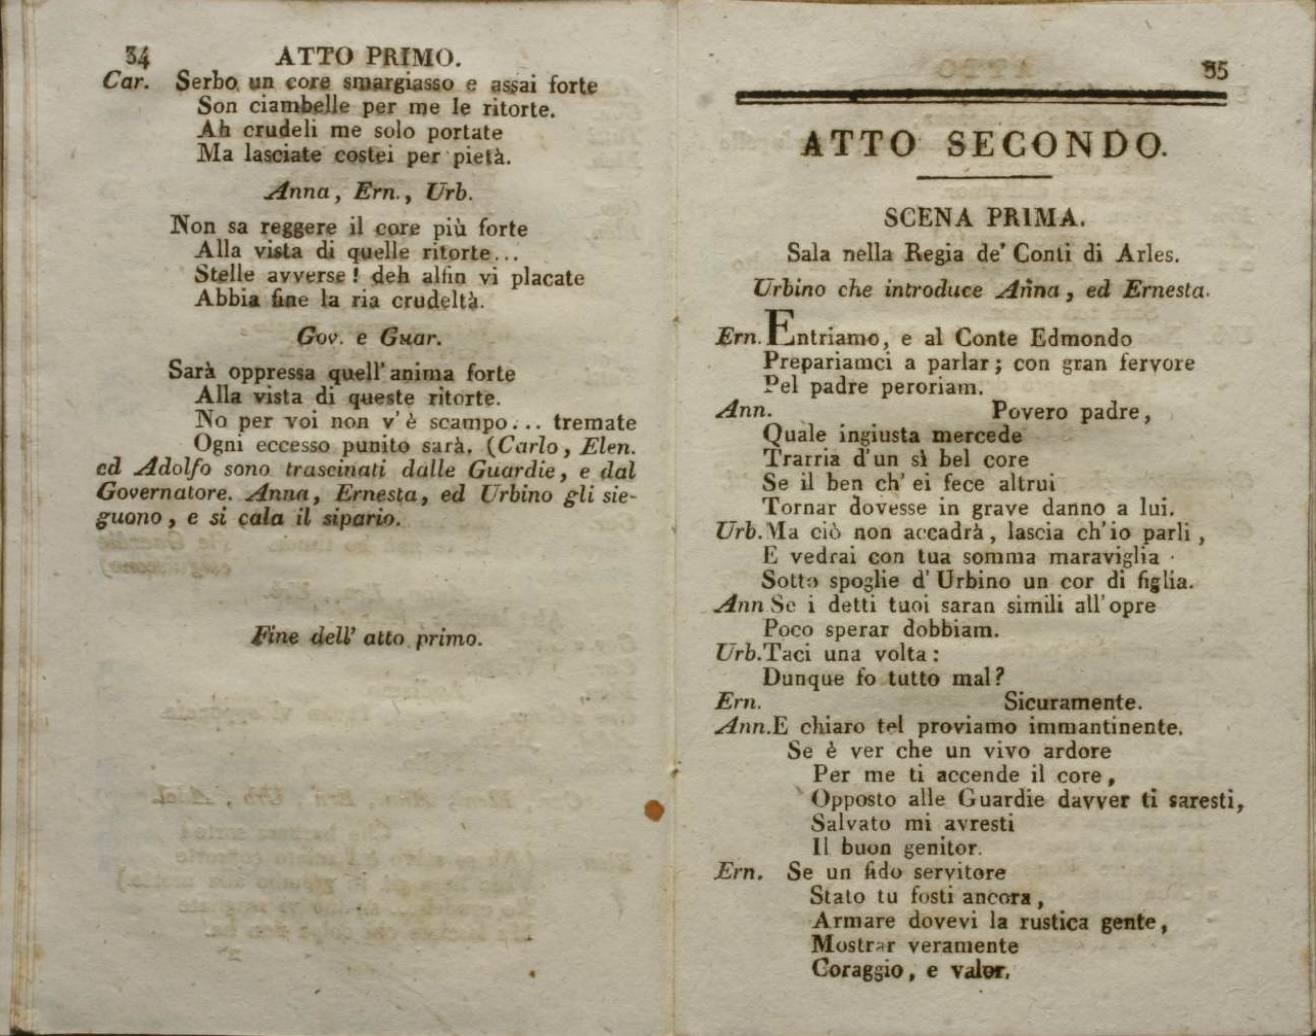 34 ATTO PRIMO.
Car. Serbo un core smargiasso e assai forte
Son ciambelle per me le ritorte.
Ah crudeli me solo portate
Ma lasciate costei per pietà.
Anna, Ern., Urb.
Non sa reggere il core più forte
Alla vista di quelle ritorte...
Stelle avverse! deh alfin vi placate
Abbia fine la ria crudeltà.
Gov. e Guar.
Sarà oppressa quell'anima forte
Alla vista di queste ritorte.
No per voi non v'è scampo... tremate
Ogni eccesso punito sarà. (Carlo, Elen.
ed Adolfo sono trascinati dalle Guardie, e dal
Governatore. Anna, Ernesta, ed Urbino gli sie-
guono, e si cala il sipario.
Fine dell' atto primo.
35
ATTO SECONDO.
SCENA PRIMA.
Sala nella Regia de' Conti di Arles.
Urbino che introduce Anna, ed Ernesta.
Ern. Entriamo, e al Conte Edmondo
Prepariamci a parlar; con gran fervore
Pel padre peroriam.
Ann. Povero padre,
Quale ingiusta mercede
Trarria d'un sì bel core
Se il ben ch' ei fece altrui
Tornar dovesse in grave danno a lui.
Urb. Ma ciò non accadrà, lascia ch'io parli,
E vedrai con tua somma maraviglia
Sotto spoglie d' Urbino un cor di figlia.
Ann Se i detti tuoi saran simili all'opre
Poco sperar dobbiam.
Urb. Taci una volta:
Dunque fo tutto mal?
Ern. Sicuramente.
Ann. E chiaro tel proviamo immantinente.
Se è ver che un vivo ardore
Per me ti accende il core,
Opposto alle Guardie davver ti saresti,
Salvato mi avresti
Il buon genitor.
Ern. Se un fido servitore
Stato tu fosti ancora,
Armare dovevi la rustica gente,
Mostrar veramente
Coraggio, e valor.